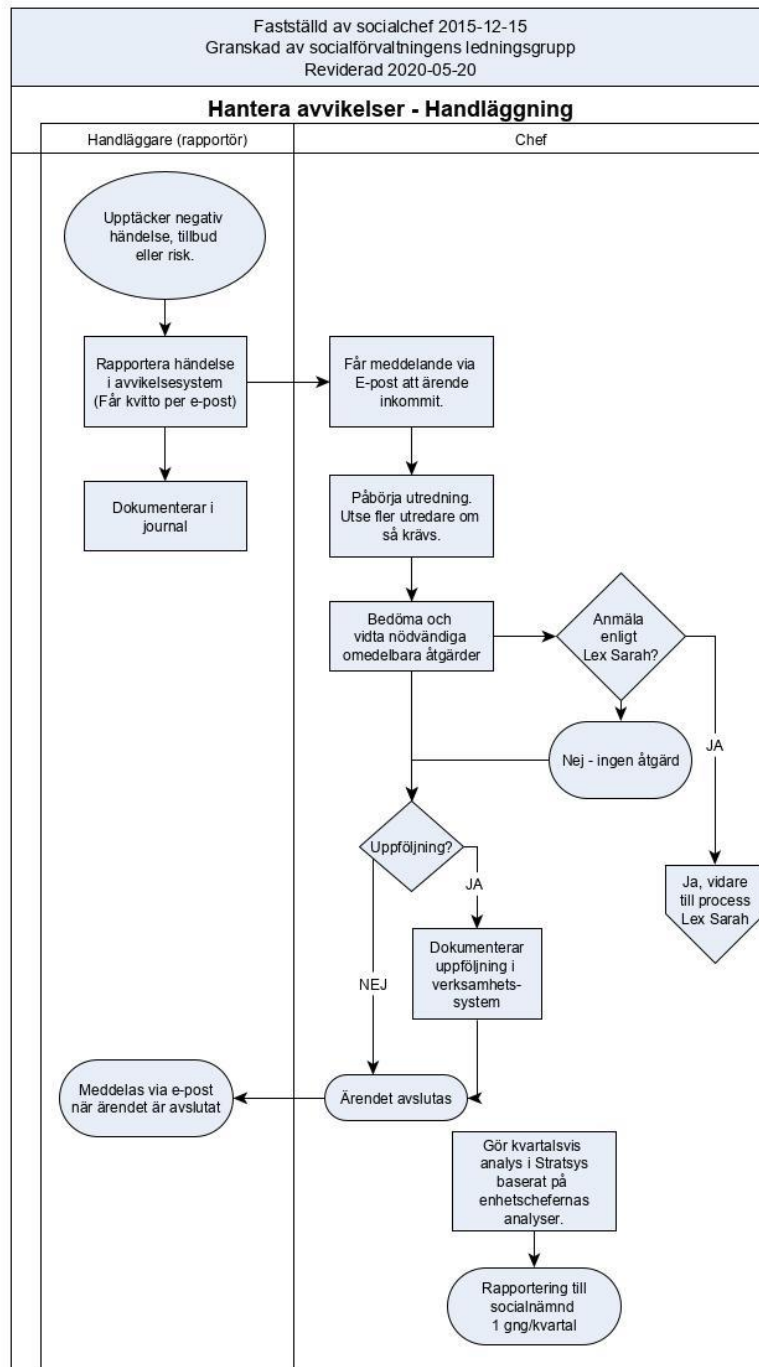 Fastställd av socialchef 2015-12-15
Granskad av socialförvaltningens ledningsgrupp
Reviderad 2020-05-20
Hantera avvikelser - Handläggning
Handläggare (rapportör)
Chef
Upptäcker negativ
händelse, tillbud
eller risk.
Rapportera händelse
i avvikelsesystem
(Får kvitto per e-post)
Får meddelande via
E-post att ärende
inkommit.
Dokumenterar i
journal
Påbörja utredning.
Utse fler utredare om
så krävs.
Bedöma och
vidta nödvändiga
omedelbara åtgärder
Anmäla
enligt
Lex Sarah?
JA
Nej - ingen åtgärd
Uppföljning?
JA
Ja, vidare
till process
Lex Sarah
Dokumenterar
uppföljning i
verksamhets-
system
NEJ
Meddelas via e-post
när ärendet är avslutat
Ärendet avslutas
Gör kvartalsvis
analys i Stratsys
baserat på
enhetschefernas
analyser.
Rapportering till
socialnämnd
1 gng/kvartal